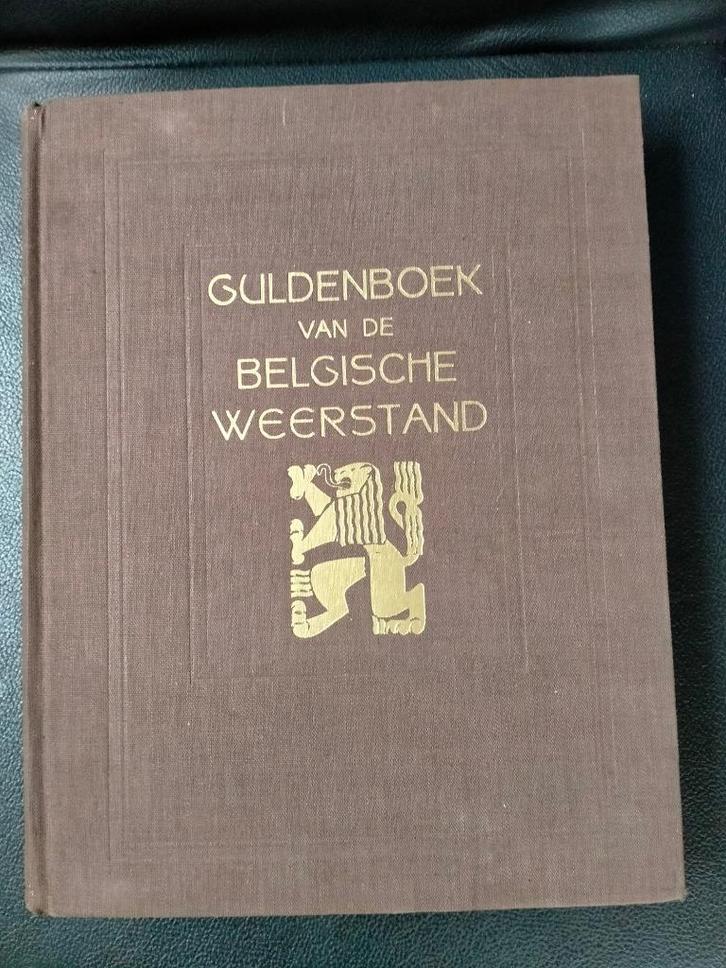 GULDENBOEK
VAN DE
BELGISCHE
WEERSTAND